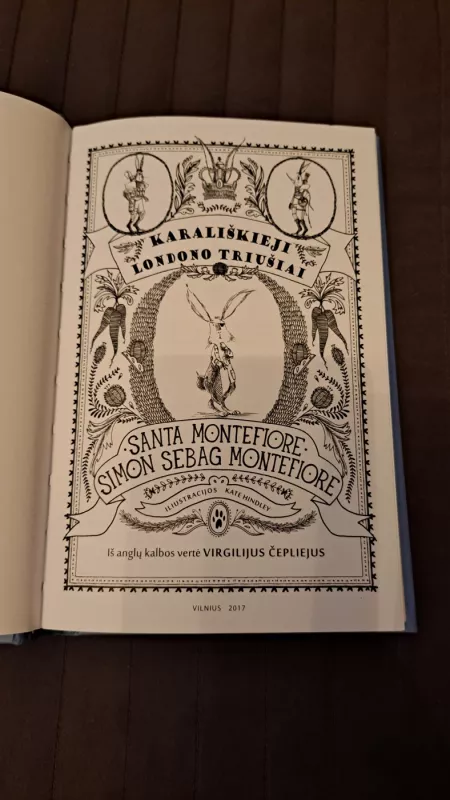 KARALIŠKIEJI
LONDONO TRIUŠIAI
·SANTA MONTEFIORE·
SIMON SEBAG MONTEFIORE
ILIUSTRACIJOS KATE HINDLEY
Iš anglų kalbos vertė VIRGILIJUS ČEPLIEJUS
VILNIUS 2017